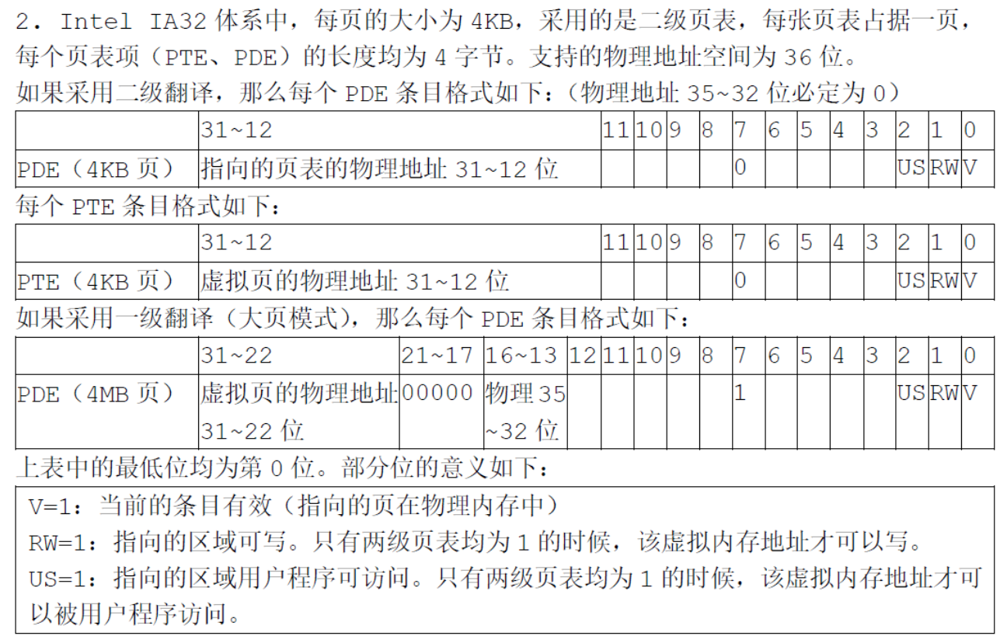 2. Intel IA32 体系中，每页的大小为 4KB，采用的是二级页表，每张页表占据一页，
每个页表项（PTE、PDE）的长度均为 4 字节。支持的物理地址空间为 36 位。
如果采用二级翻译，那么每个 PDE 条目格式如下：（物理地址 35~32 位必定为 0）
31~12 11 10 9 8 7 6 5 4 3 2 1 0
PDE（4KB 页） 指向的页表的物理地址 31~12 位 0 US RW V
每个 PTE 条目格式如下：
31~12 11 10 9 8 7 6 5 4 3 2 1 0
PTE（4KB 页） 虚拟页的物理地址 31~12 位 0 US RW V
如果采用一级翻译（大页模式），那么每个 PDE 条目格式如下：
31~22 21~17 16~13 12 11 10 9 8 7 6 5 4 3 2 1 0
PDE（4MB 页） 虚拟页的物理地址 00000 物理 35 1 US RW V
31~22 位 ~32 位
上表中的最低位均为第 0 位。部分位的意义如下：
V=1：当前的条目有效（指向的页在物理内存中）
RW=1：指向的区域可写。只有两级页表均为 1 的时候，该虚拟内存地址才可以写。
US=1：指向的区域用户程序可访问。只有两级页表均为 1 的时候，该虚拟内存地址才可
以被用户程序访问。